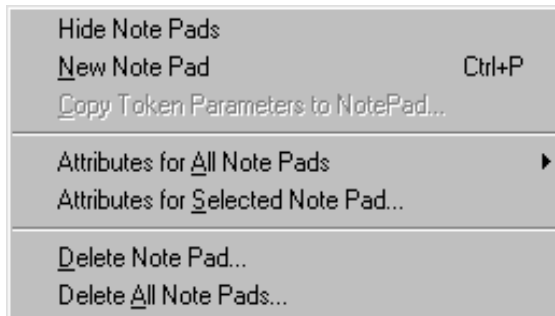 Hide Note Pads
New Note Pad Ctrl+P
Copy Token Parameters to NotePad...
Attributes for All Note Pads
Attributes for Selected Note Pad...
Delete Note Pad...
Delete All Note Pads...